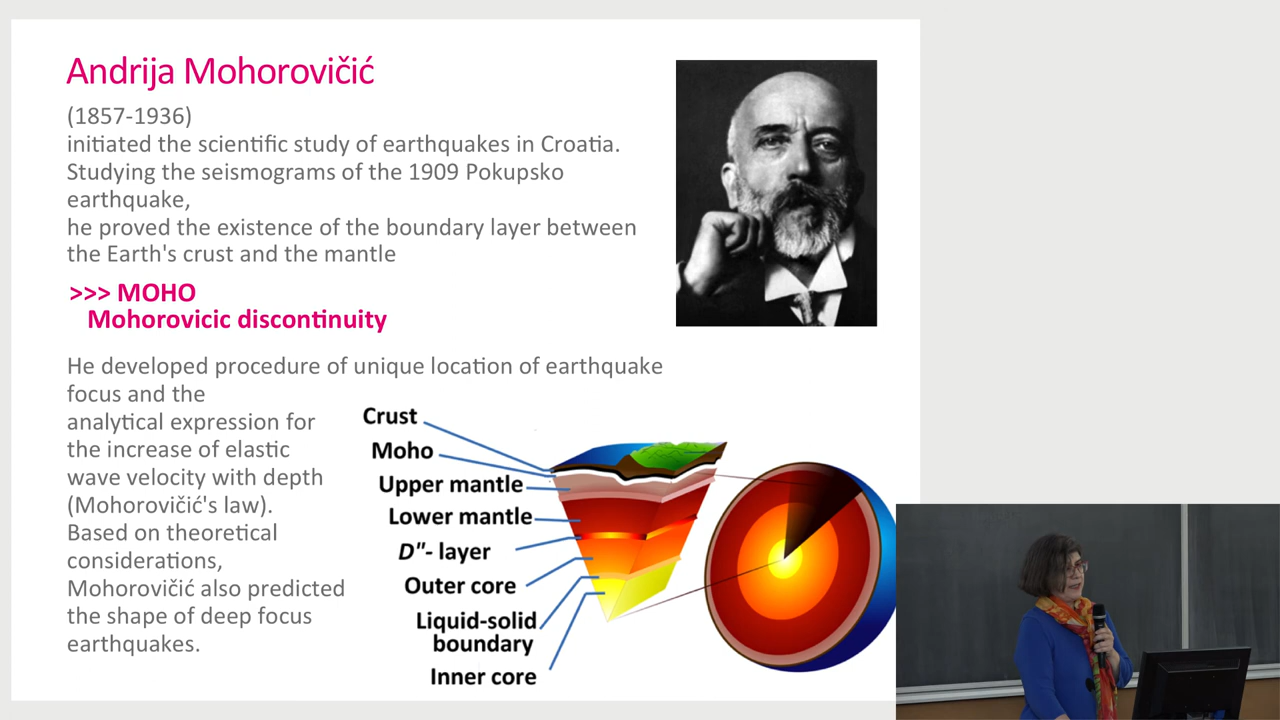 Andrija Mohorovičić
(1857-1936)
initiated the scientific study of earthquakes in Croatia.
Studying the seismograms of the 1909 Pokupsko
earthquake,
he proved the existence of the boundary layer between
the Earth's crust and the mantle
>>> MOHO
Mohorovicic discontinuity
He developed procedure of unique location of earthquake
focus and the
analytical expression for
the increase of elastic
wave velocity with depth
(Mohorovičić's law).
Based on theoretical
considerations,
Mohorovičić also predicted
the shape of deep focus
earthquakes.
Crust
Moho
Upper mantle
Lower mantle
D"- layer
Outer core
Liquid-solid
boundary
Inner core